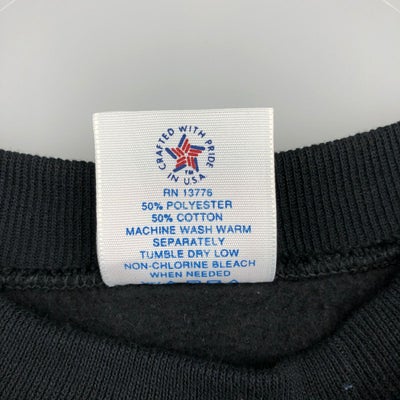 CRAFTED WITH PRIDE
IN U.S.A
TM
RN 13776
50% POLYESTER
50% COTTON
MACHINE WASH WARM
SEPARATELY
TUMBLE DRY LOW
NON-CHLORINE BLEACH
WHEN NEEDED